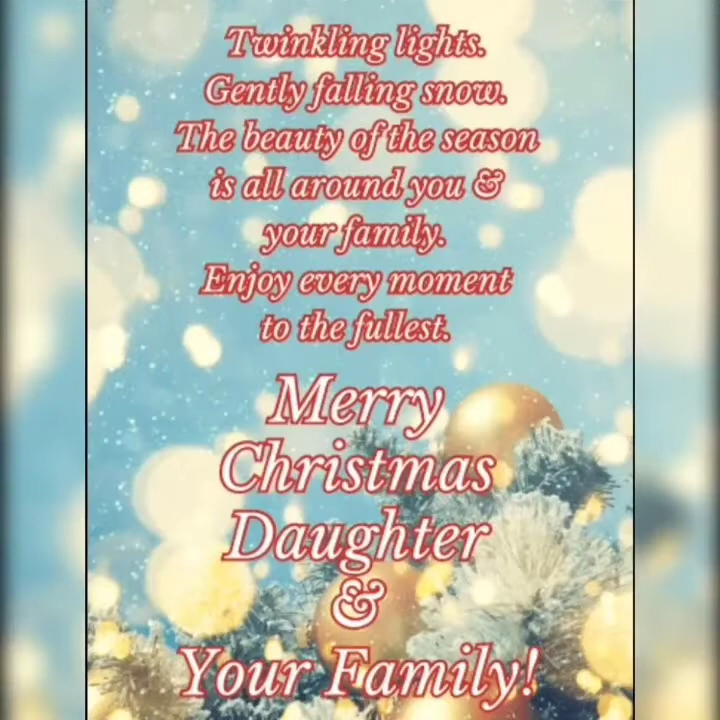 Twinkling lights.
Gently falling snow.
The beauty of the season
is all around you &
your family.
Enjoy every moment
to the fullest.
Merry
Christmas
Daughter
&
Your Family!